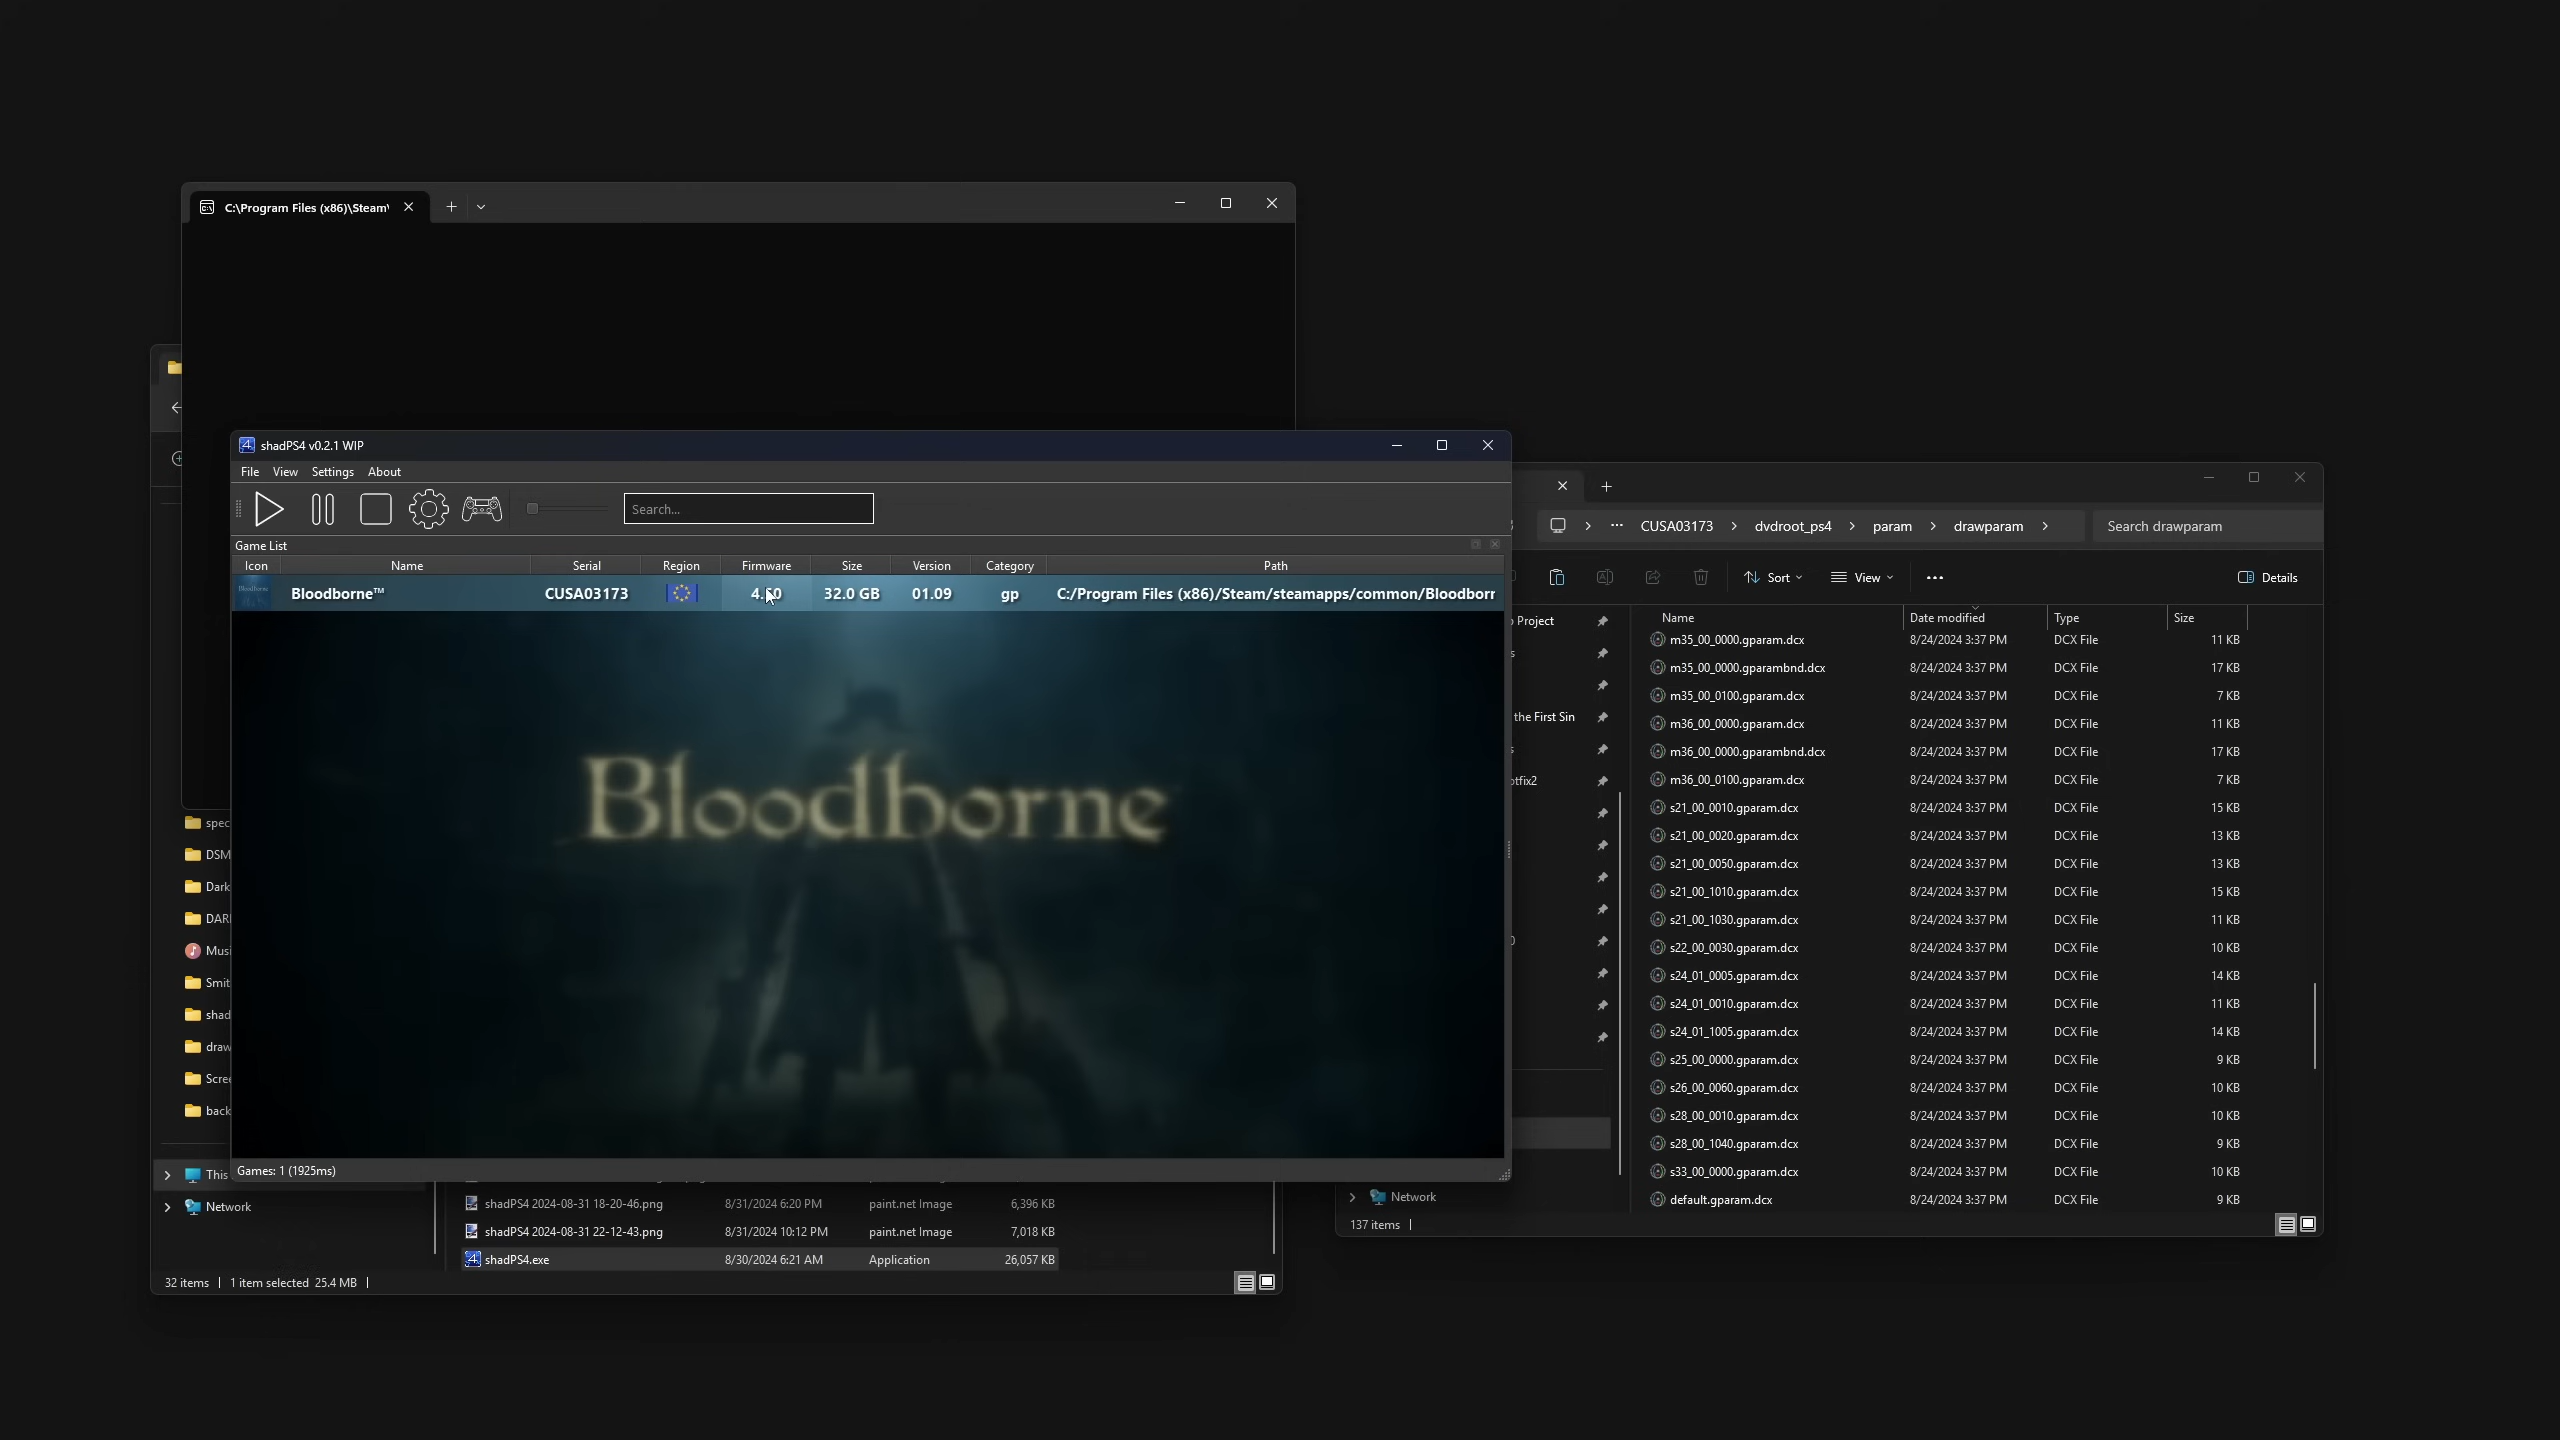 C:\Program Files (x86)\Steam\
shadPS4 v0.2.1 WIP
File View Settings About
Search...
Game List
Icon Name Serial Region Firmware Size Version Category Path
Bloodborne™ CUSA03173 32.0 GB 01.09 gp C:/Program Files (x86)/Steam/steamapps/common/Bloodborn
Bloodborne
Games: 1 (1925ms)
spec
DSM
Dark
DAR
Musi
Smit
shad
draw
Scre
back
This
Network
shadPS4 2024-08-31 18-20-46.png 8/31/2024 6:20 PM paint.net Image 6,396 KB
shadPS4 2024-08-31 22-12-43.png 8/31/2024 10:12 PM paint.net Image 7,018 KB
shadPS4.exe 8/30/2024 6:21 AM Application 26,057 KB
32 items 1 item selected 25.4 MB
CUSA03173 dvdroot_ps4 param drawparam Search drawparam
Sort View Details
Project
the First Sin
otfix2
Network
Name Date modified Type Size
m35_00_0000.gparam.dcx 8/24/2024 3:37 PM DCX File 11 KB
m35_00_0000.gparambnd.dcx 8/24/2024 3:37 PM DCX File 17 KB
m35_00_0100.gparam.dcx 8/24/2024 3:37 PM DCX File 7 KB
m36_00_0000.gparam.dcx 8/24/2024 3:37 PM DCX File 11 KB
m36_00_0000.gparambnd.dcx 8/24/2024 3:37 PM DCX File 17 KB
m36_00_0100.gparam.dcx 8/24/2024 3:37 PM DCX File 7 KB
s21_00_0010.gparam.dcx 8/24/2024 3:37 PM DCX File 15 KB
s21_00_0020.gparam.dcx 8/24/2024 3:37 PM DCX File 13 KB
s21_00_0050.gparam.dcx 8/24/2024 3:37 PM DCX File 13 KB
s21_00_1010.gparam.dcx 8/24/2024 3:37 PM DCX File 15 KB
s21_00_1030.gparam.dcx 8/24/2024 3:37 PM DCX File 11 KB
s22_00_0030.gparam.dcx 8/24/2024 3:37 PM DCX File 10 KB
s24_01_0005.gparam.dcx 8/24/2024 3:37 PM DCX File 14 KB
s24_01_0010.gparam.dcx 8/24/2024 3:37 PM DCX File 11 KB
s24_01_1005.gparam.dcx 8/24/2024 3:37 PM DCX File 14 KB
s25_00_0000.gparam.dcx 8/24/2024 3:37 PM DCX File 9 KB
s26_00_0060.gparam.dcx 8/24/2024 3:37 PM DCX File 10 KB
s28_00_0010.gparam.dcx 8/24/2024 3:37 PM DCX File 10 KB
s28_00_1040.gparam.dcx 8/24/2024 3:37 PM DCX File 9 KB
s33_00_0000.gparam.dcx 8/24/2024 3:37 PM DCX File 10 KB
default.gparam.dcx 8/24/2024 3:37 PM DCX File 9 KB
137 items